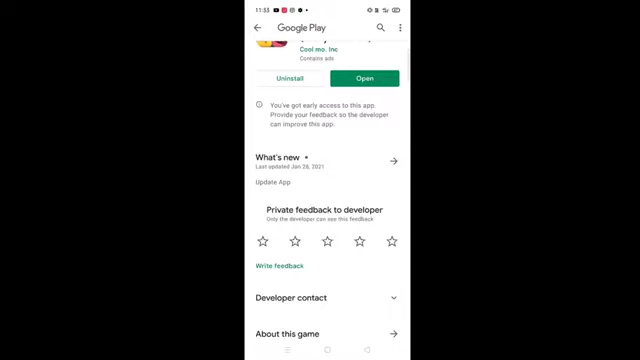 11:53
Google Play
Cool mo. Inc
Contains ads
Uninstall
Open
You've got early access to this app.
Provide your feedback so the developer
can improve this app.
What's new •
Last updated Jan 28, 2021
Update App
Private feedback to developer
Only the developer can see this feedback
Write feedback
Developer contact
About this game